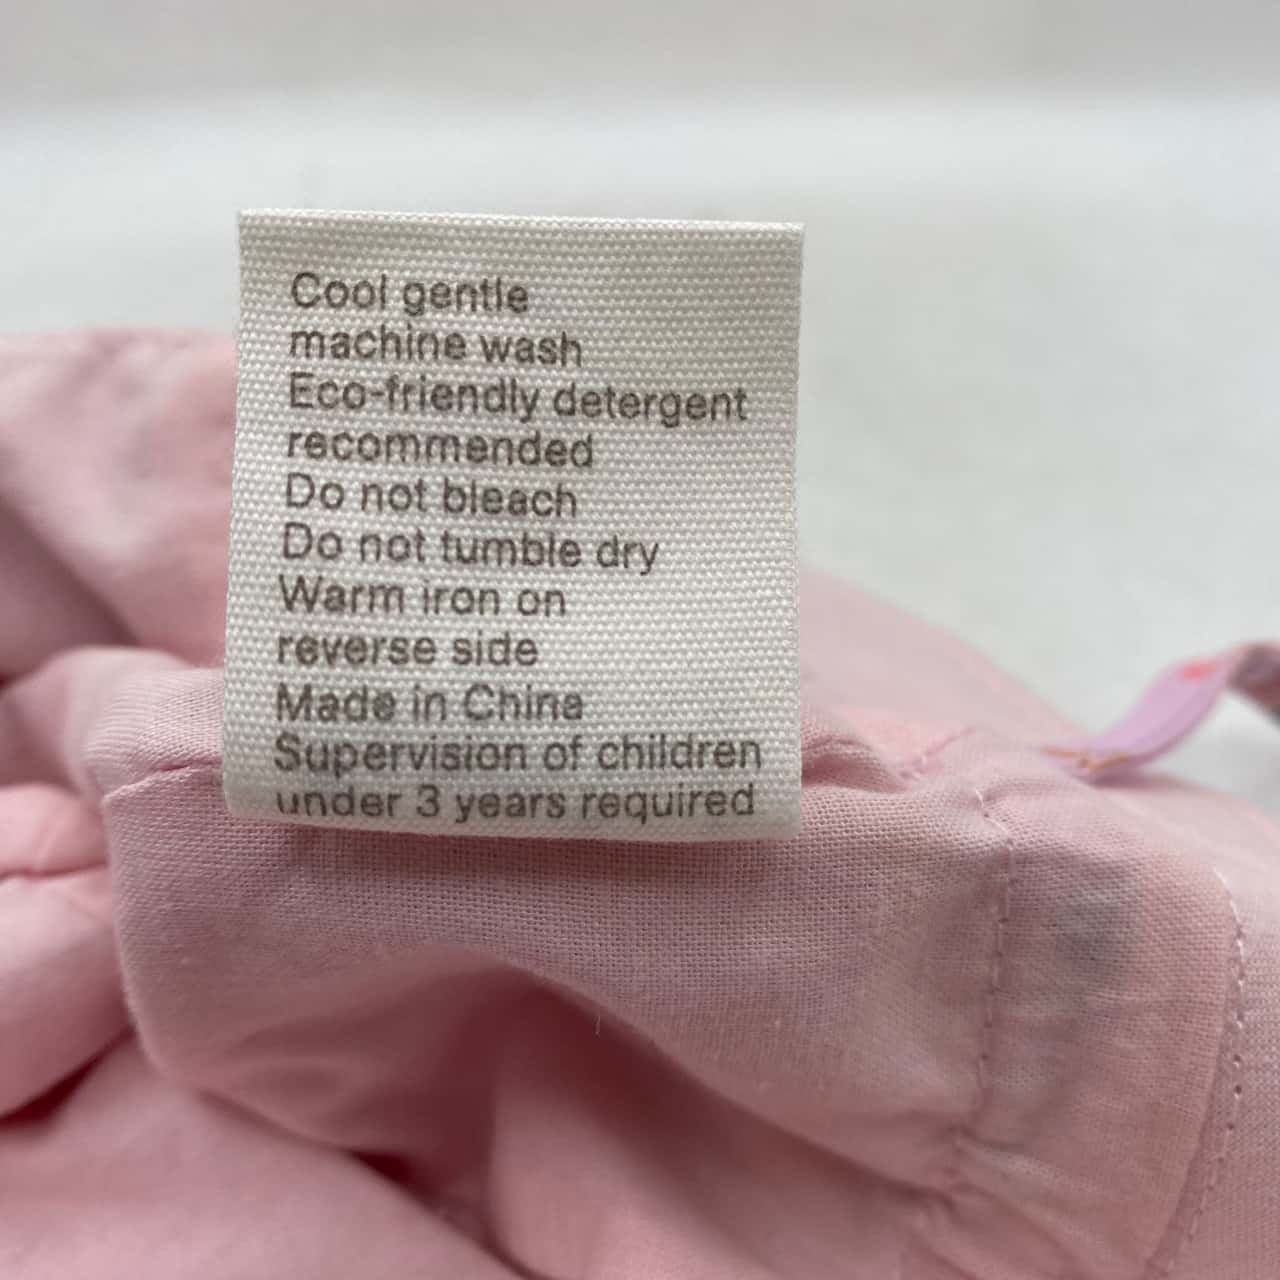 Cool gentle
machine wash
Eco-friendly detergent
recommended
Do not bleach
Do not tumble dry
Warm iron on
reverse side
Made in China
Supervision of children
under 3 years required